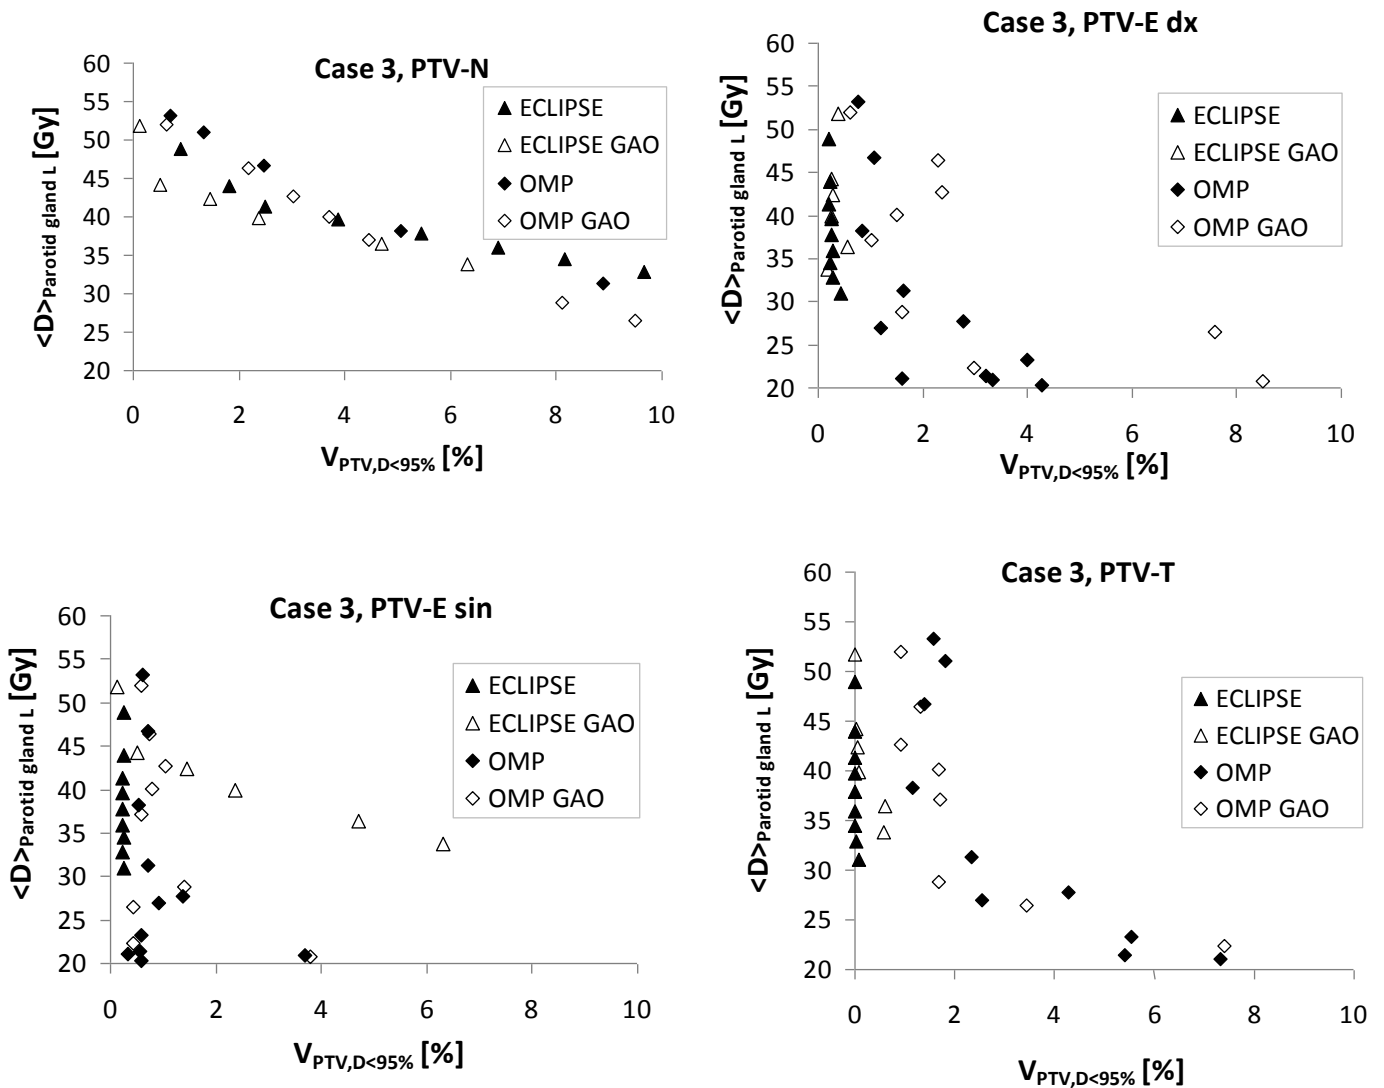 Case 3, PTV-N
<D>Parotid gland L [Gy]
60
55
50
45
40
35
30
25
20
0 2 4 6 8 10
VPTV,D<95% [%]
ECLIPSE
ECLIPSE GAO
OMP
OMP GAO
Case 3, PTV-E dx
<D>Parotid gland L [Gy]
60
55
50
45
40
35
30
25
20
0 2 4 6 8 10
VPTV,D<95% [%]
ECLIPSE
ECLIPSE GAO
OMP
OMP GAO
Case 3, PTV-E sin
<D>Parotid gland L [Gy]
60
55
50
45
40
35
30
25
20
0 2 4 6 8 10
VPTV,D<95% [%]
ECLIPSE
ECLIPSE GAO
OMP
OMP GAO
Case 3, PTV-T
<D>Parotid gland L [Gy]
60
55
50
45
40
35
30
25
20
0 2 4 6 8 10
VPTV,D<95% [%]
ECLIPSE
ECLIPSE GAO
OMP
OMP GAO